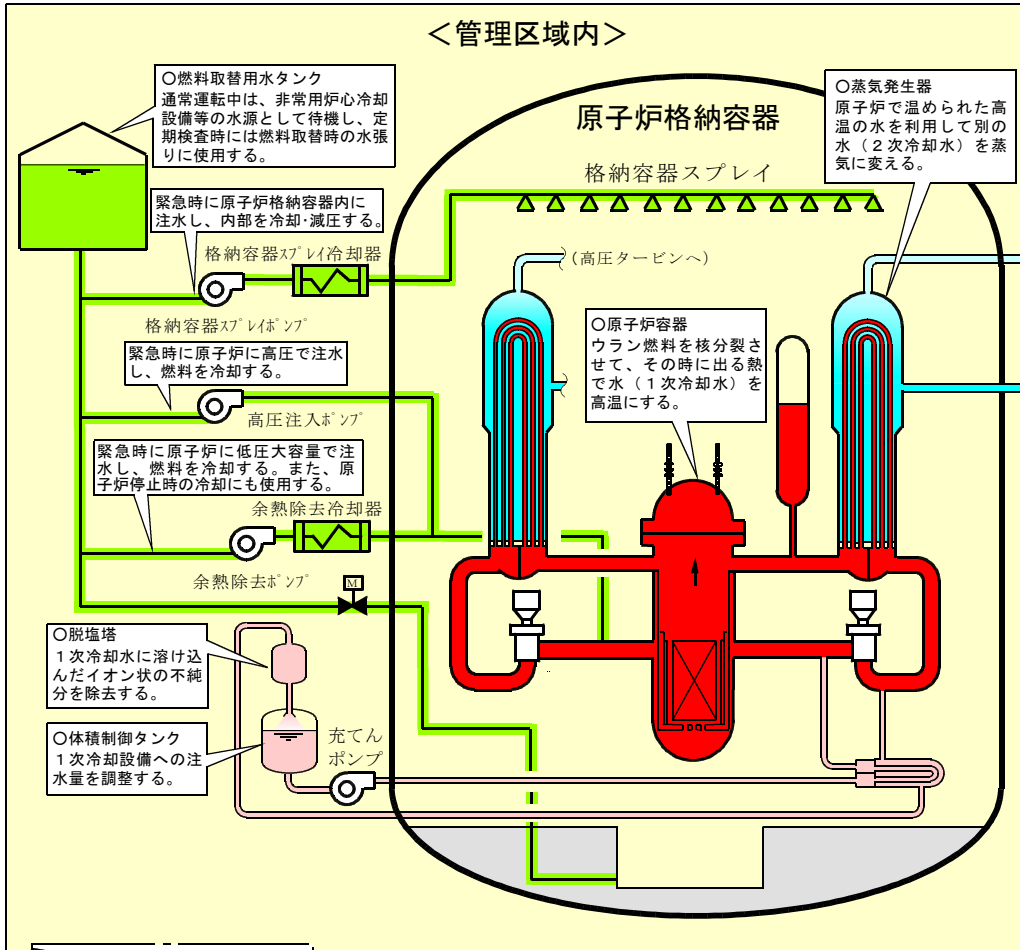 ＜管理区域内＞
○燃料取替用水タンク
通常運転中は、非常用炉心冷却
設備等の水源として待機し、定
期検査時には燃料取替時の水張
りに使用する。
原子炉格納容器
格納容器スプレイ
○蒸気発生器
原子炉で温められた高
温の水を利用して別の
水（２次冷却水）を蒸
気に変える。
緊急時に原子炉格納容器内に
注水し、内部を冷却･減圧する。
格納容器ｽﾌﾟﾚｲ冷却器
（高圧タービンへ）
格納容器ｽﾌﾟﾚｲﾎﾟﾝﾌﾟ
○原子炉容器
ウラン燃料を核分裂さ
せて、その時に出る熱
で水（１次冷却水）を
高温にする。
緊急時に原子炉に高圧で注水
し、燃料を冷却する。
高圧注入ﾎﾟﾝﾌﾟ
緊急時に原子炉に低圧大容量で注
水し、燃料を冷却する。また、原
子炉停止時の冷却にも使用する。
余熱除去冷却器
余熱除去ﾎﾟﾝﾌﾟ
M
○脱塩塔
１次冷却水に溶け込
んだイオン状の不純
分を除去する。
○体積制御タンク
１次冷却設備への注
水量を調整する。
充てん
ポンプ